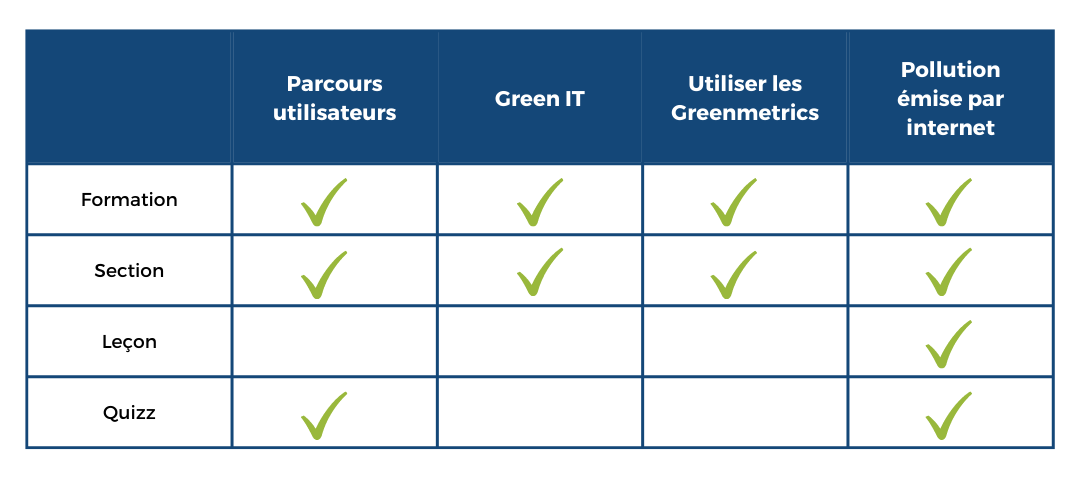 Parcours
utilisateurs
Green IT
Utiliser les
Greenmetrics
Pollution
émise par
internet
Formation
Section
Leçon
Quizz